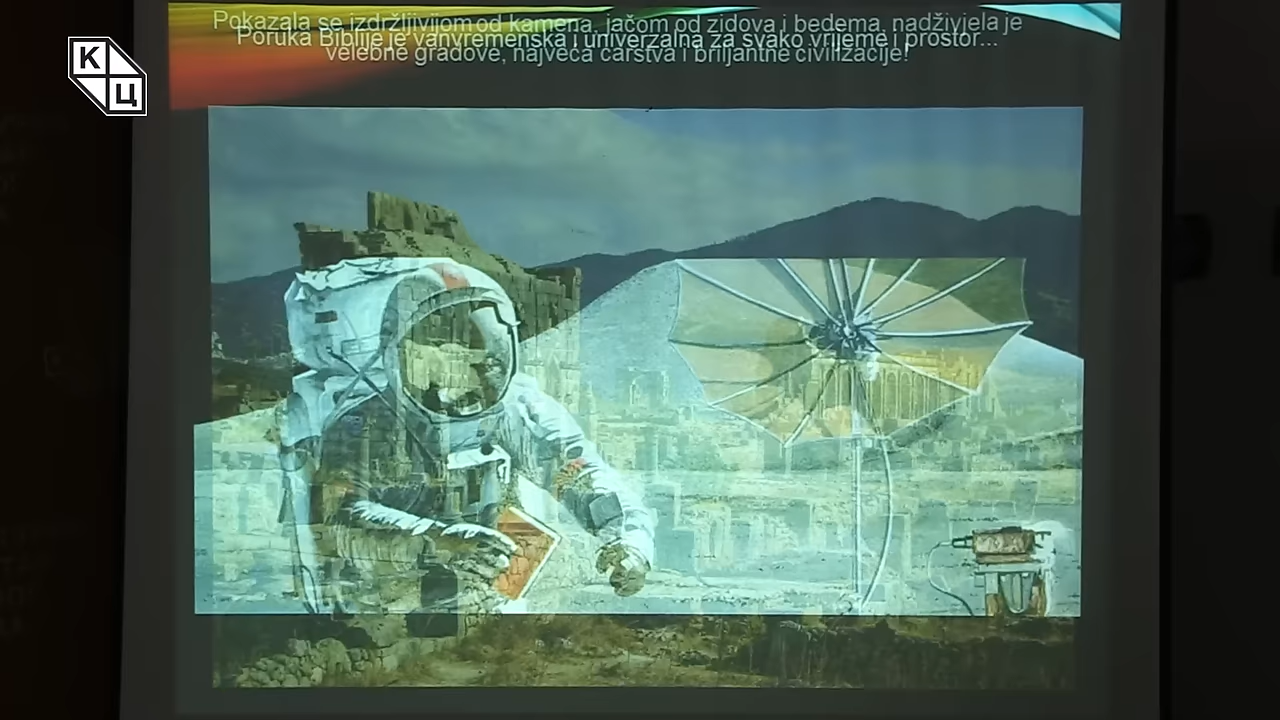 КЦ
Pokazala se izdržljivijom od kamena, jačom od zidova i bedema, nadživjela je
Poruka Biblije je vanvremenska i univerzalna za svako vrijeme i prostor...
velebne gradove, najveća carstva i briljantne civilizacije!